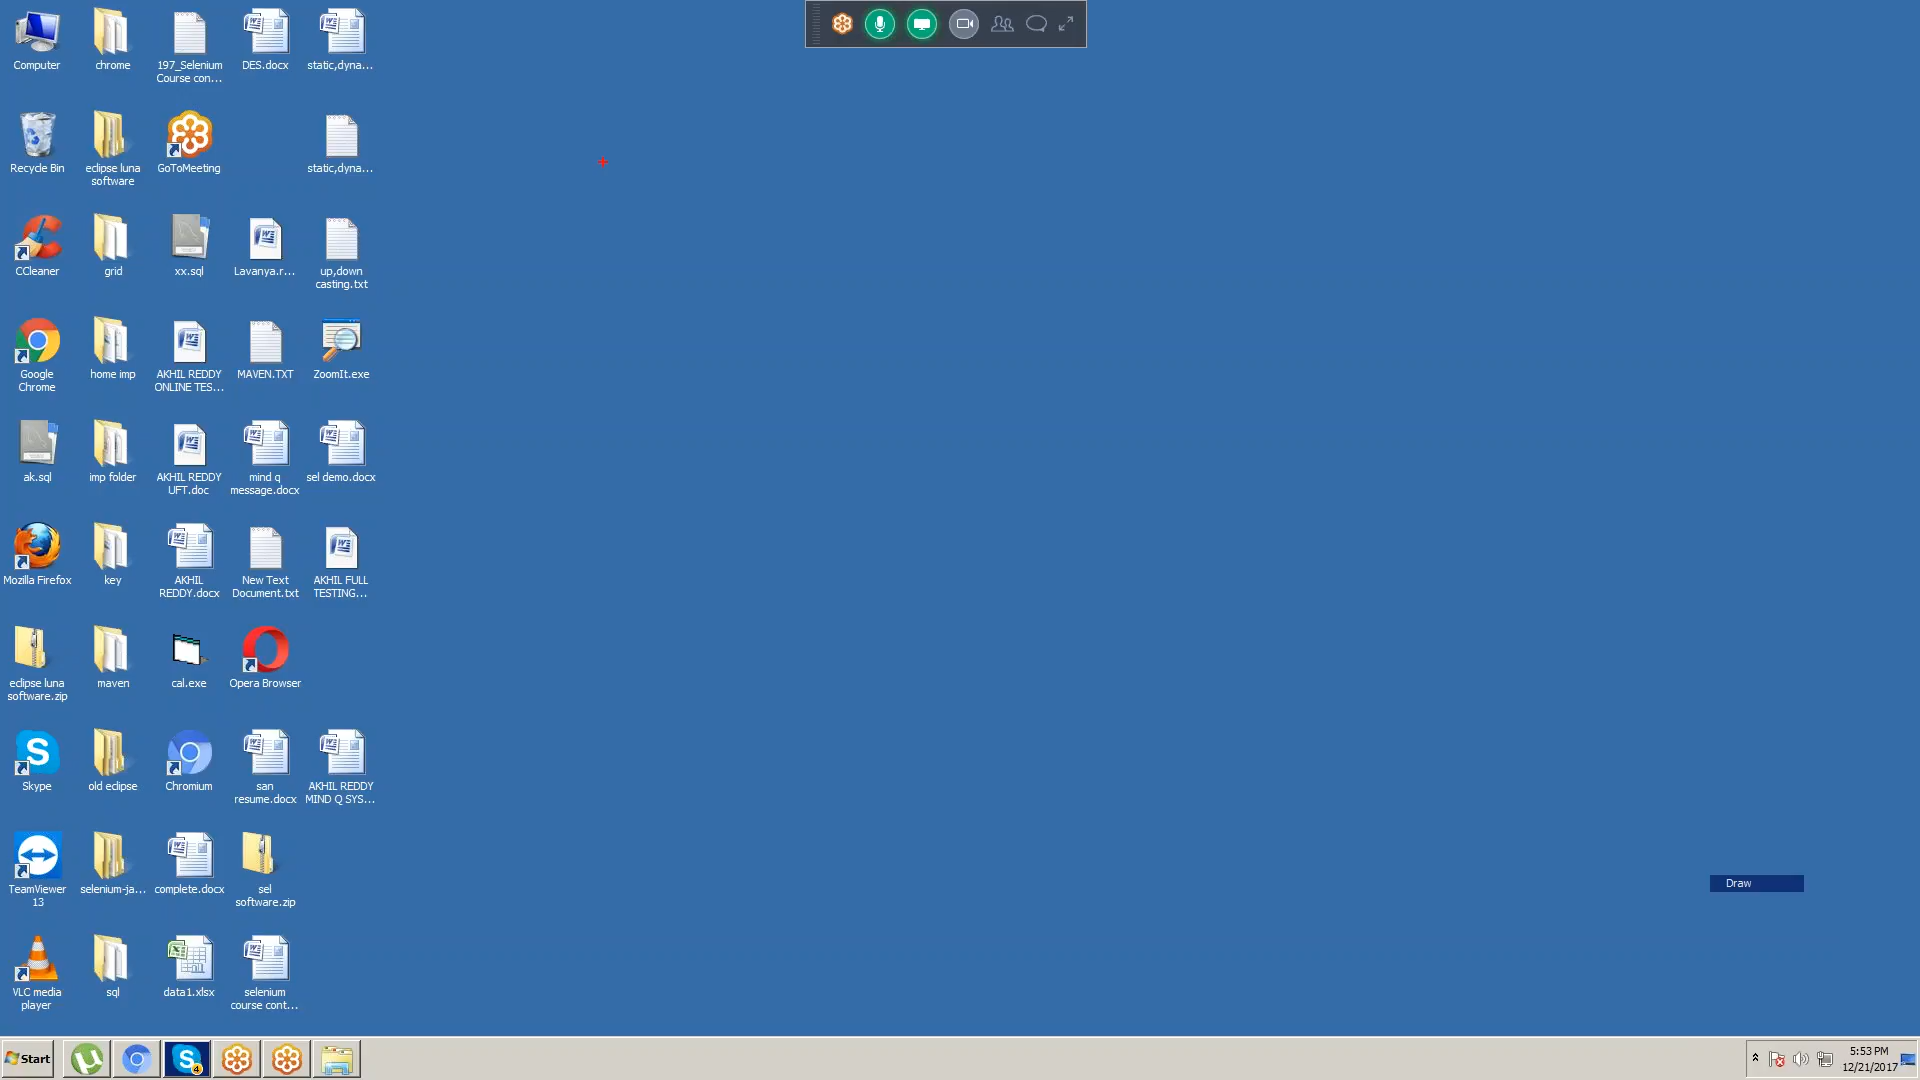 Computer
chrome
197_Selenium
Course con...
DES.docx
static,dyna...
Recycle Bin
eclipse luna
software
GoToMeeting
static,dyna...
CCleaner
grid
xx.sql
Lavanya.r...
up,down
casting.txt
Google
Chrome
home imp
AKHIL REDDY
ONLINE TES...
MAVEN.TXT
ZoomIt.exe
ak.sql
imp folder
AKHIL REDDY
UFT.doc
mind q
message.docx
sel demo.docx
Mozilla Firefox
key
AKHIL
REDDY.docx
New Text
Document.txt
AKHIL FULL
TESTING...
eclipse luna
software.zip
maven
cal.exe
Opera Browser
Skype
old eclipse
Chromium
san
resume.docx
AKHIL REDDY
MIND Q SYS...
TeamViewer
13
selenium-ja...
complete.docx
sel
software.zip
Draw
VLC media
player
sql
data1.xlsx
selenium
course cont...
Start
4
5:53 PM
12/21/2017